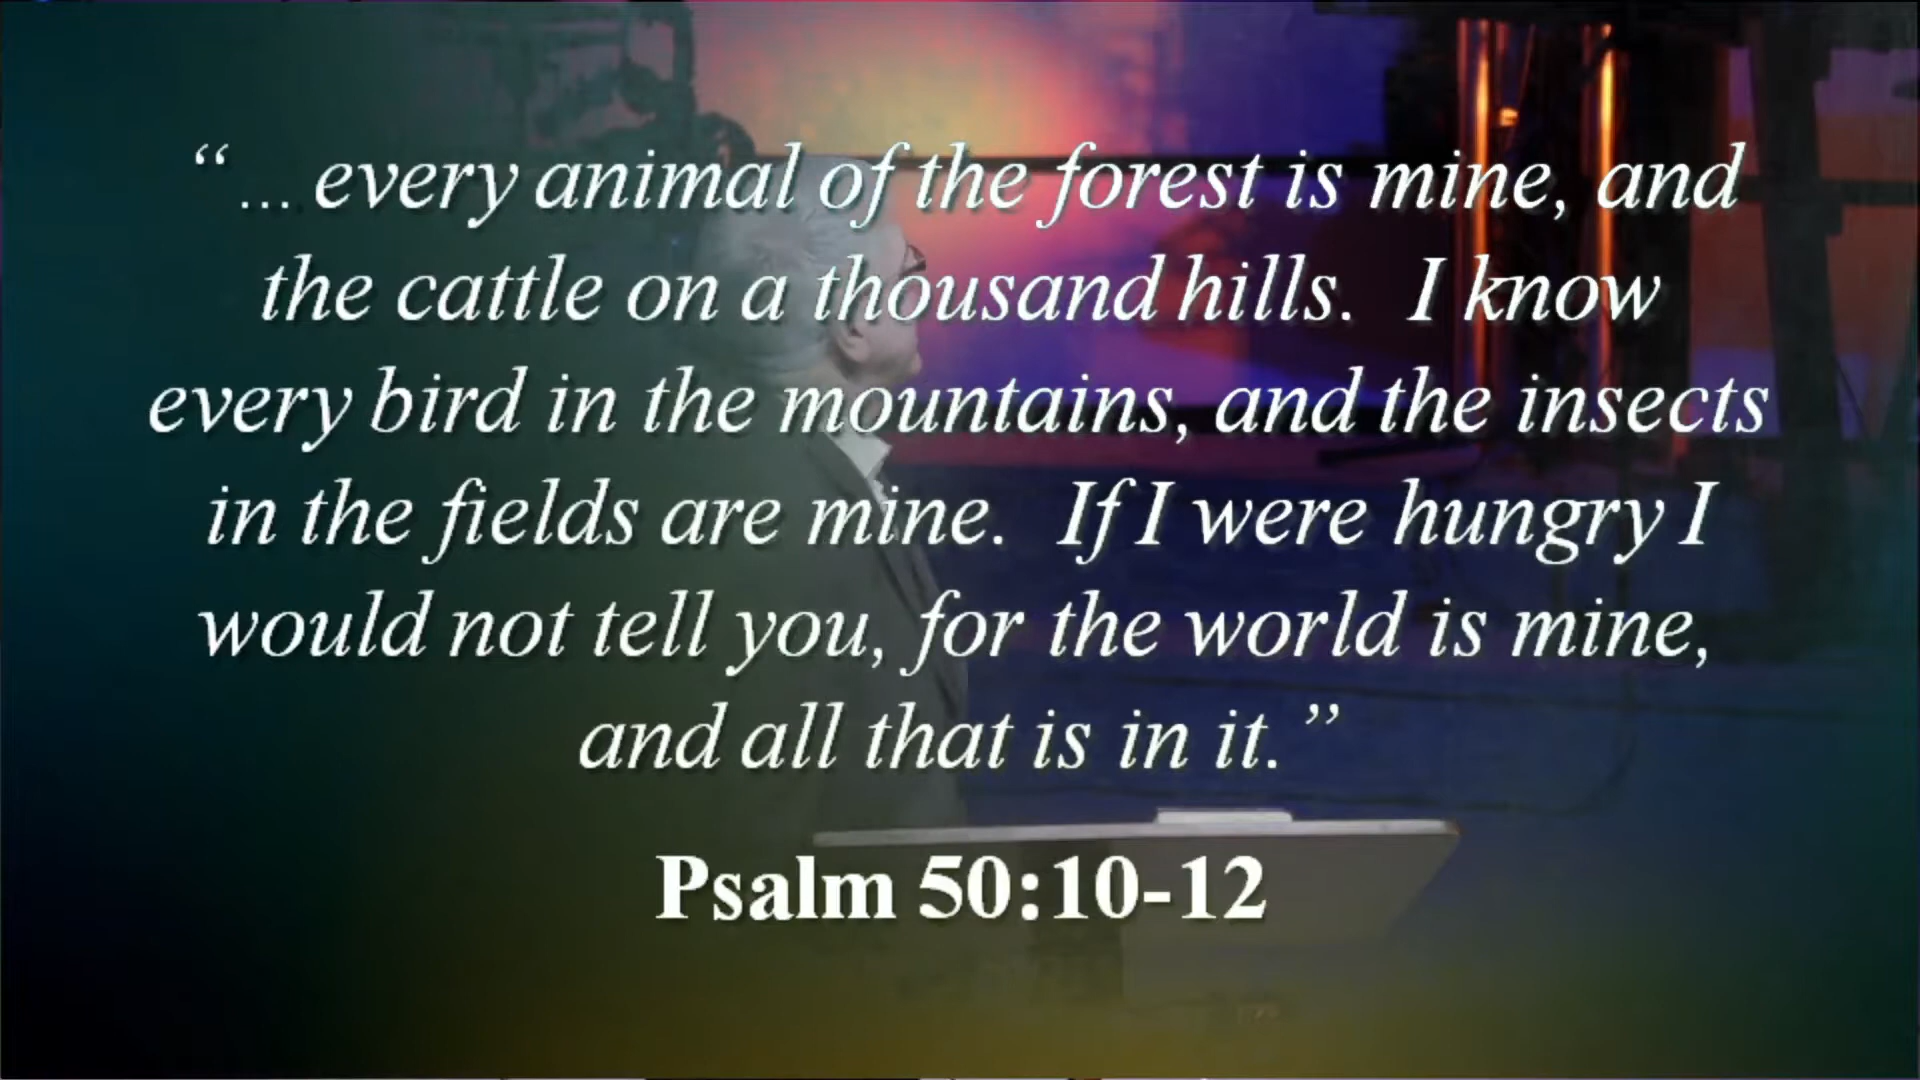 “…every animal of the forest is mine, and
the cattle on a thousand hills. I know
every bird in the mountains, and the insects
in the fields are mine. If I were hungry I
would not tell you, for the world is mine,
and all that is in it.”
Psalm 50:10-12